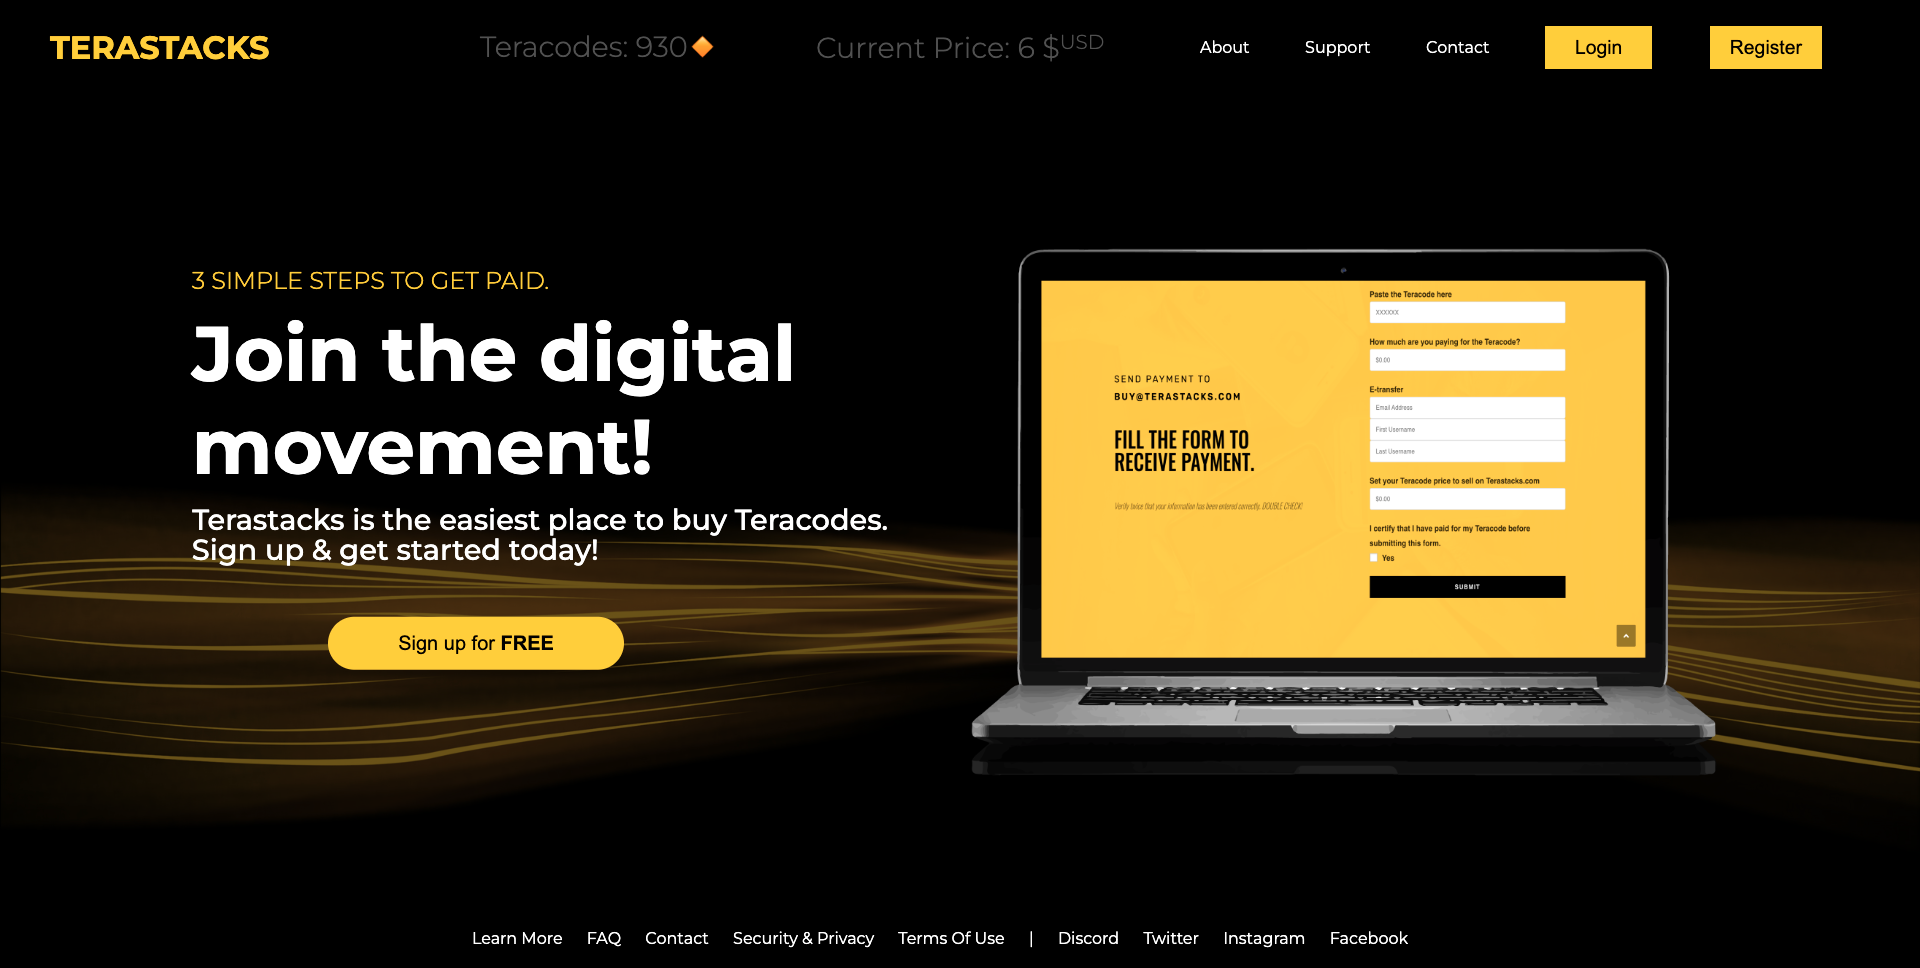 TERASTACKS
Teracodes: 930
Current Price: 6 $USD
About
Support
Contact
Login
Register
3 SIMPLE STEPS TO GET PAID.
Join the digital
movement!
Terastacks is the easiest place to buy Teracodes.
Sign up & get started today!
Sign up for FREE
SEND PAYMENT TO
BUY@TERASTACKS.COM
FILL THE FORM TO
RECEIVE PAYMENT.
Verify twice that your information has been entered correctly, DOUBLE CHECK!
Paste the Teracode here
XXXXXX
How much are you paying for the Teracode?
$0.00
E-transfer
Email Address
First Username
Last Username
Set your Teracode price to sell on Terastacks.com
$0.00
I certify that I have paid for my Teracode before
submitting this form.
Yes
SUBMIT
Learn More
FAQ
Contact
Security & Privacy
Terms Of Use
|
Discord
Twitter
Instagram
Facebook